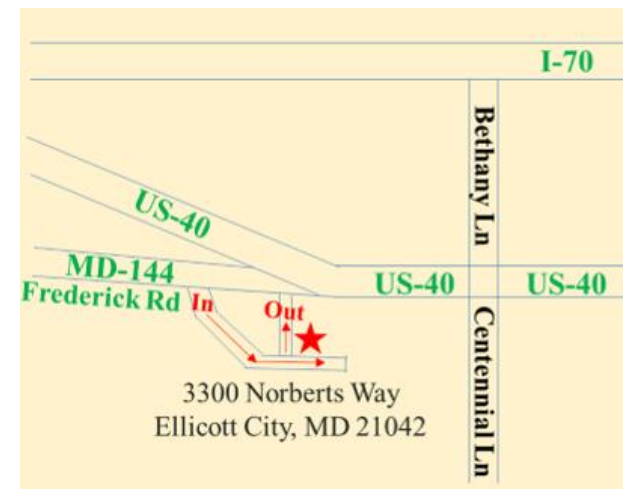 I-70
Bethany Ln
US-40
MD-144
US-40
US-40
Frederick Rd
In
Out
Centennial Ln
3300 Norberts Way
Ellicott City, MD 21042